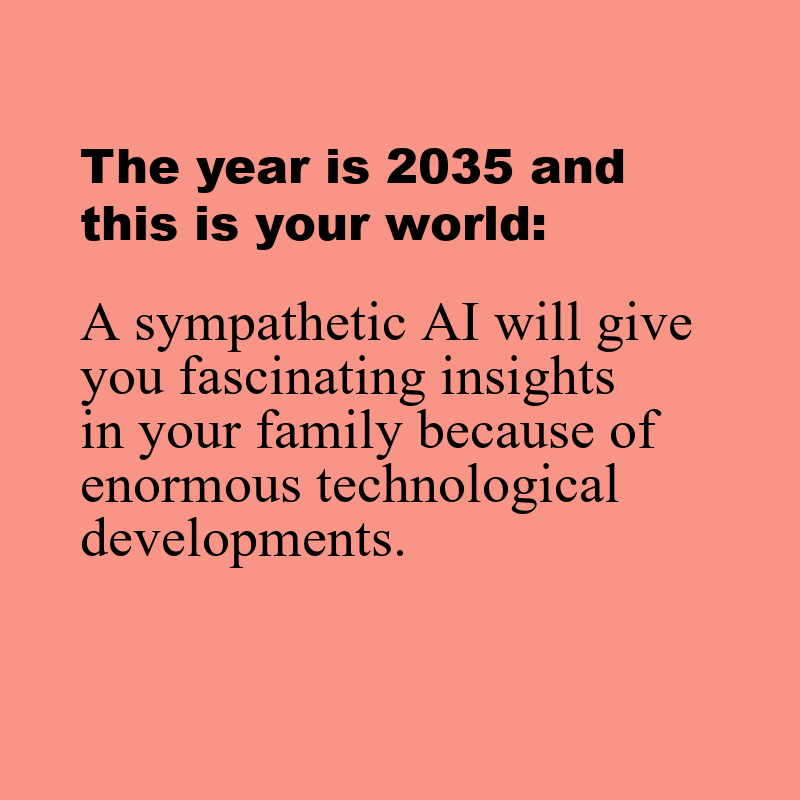 The year is 2035 and
this is your world:
A sympathetic AI will give
you fascinating insights
in your family because of
enormous technological
developments.